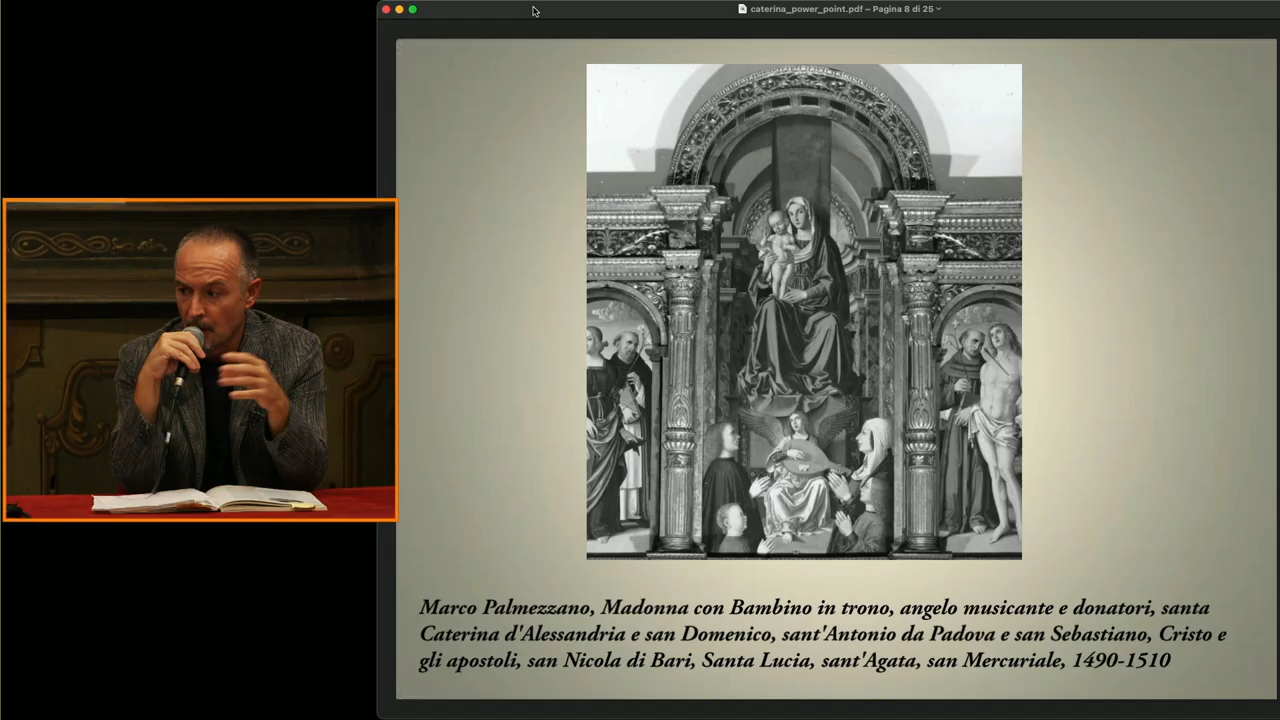 caterina_power_point.pdf – Pagina 8 di 25
Marco Palmezzano, Madonna con Bambino in trono, angelo musicante e donatori, santa
Caterina d'Alessandria e san Domenico, sant'Antonio da Padova e san Sebastiano, Cristo e
gli apostoli, san Nicola di Bari, Santa Lucia, sant'Agata, san Mercuriale, 1490-1510